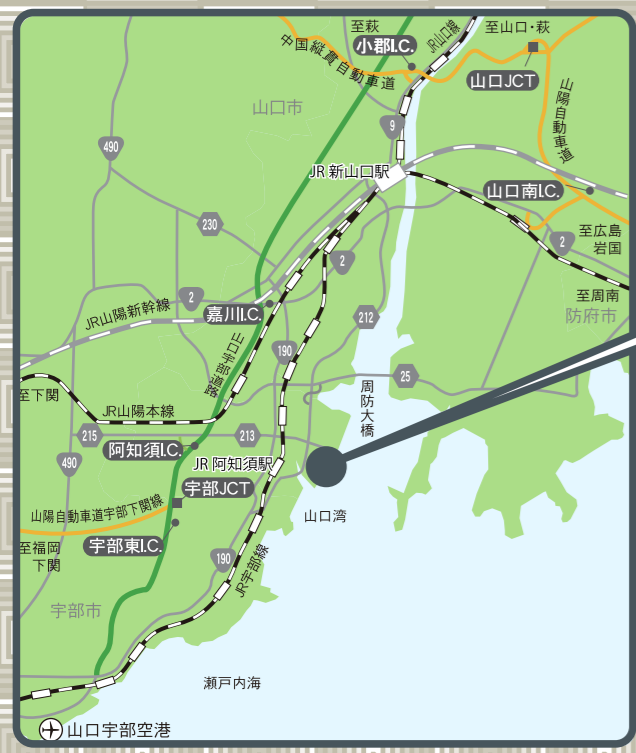 至萩
JR山口線
至山口・萩
小郡I.C.
中国縦貫自動車道
山口JCT
山口市
山陽自動車道
9
490
JR 新山口駅
山口南I.C.
230
2
至広島
岩国
2
至周南
防府市
2
JR山陽新幹線
嘉川I.C.
212
山口宇部道路
190
25
至下関
周防大橋
JR山陽本線
215
213
阿知須I.C.
490
JR 阿知須駅
宇部JCT
山陽自動車道宇部下関線
山口湾
宇部東I.C.
至福岡
下関
190
JR宇部線
宇部市
瀬戸内海
山口宇部空港